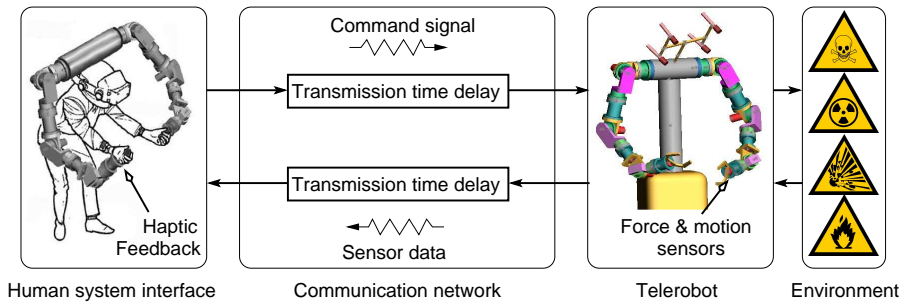 Command signal
Transmission time delay
Transmission time delay
Sensor data
Haptic
Feedback
Force & motion
sensors
Human system interface
Communication network
Telerobot
Environment